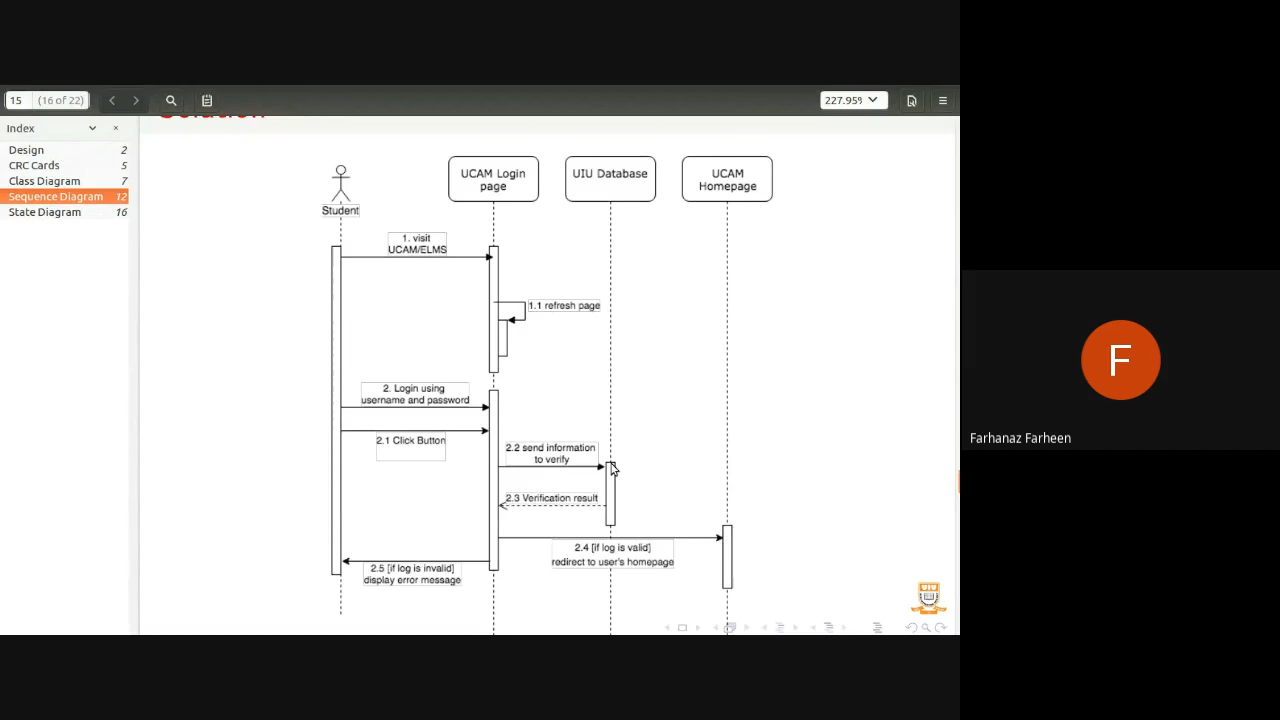 15 (16 of 22)
227.95%
Index
Design 2
CRC Cards 5
Class Diagram 7
Sequence Diagram 12
State Diagram 16
Solution
Student
UCAM Login
page
UIU Database
UCAM
Homepage
1. visit
UCAM/ELMS
1.1 refresh page
2. Login using
username and password
2.1 Click Button
2.2 send information
to verify
2.3 Verification result
2.4 [if log is valid]
redirect to user's homepage
2.5 [if log is invalid]
display error message
UIU
F
Farhanaz Farheen